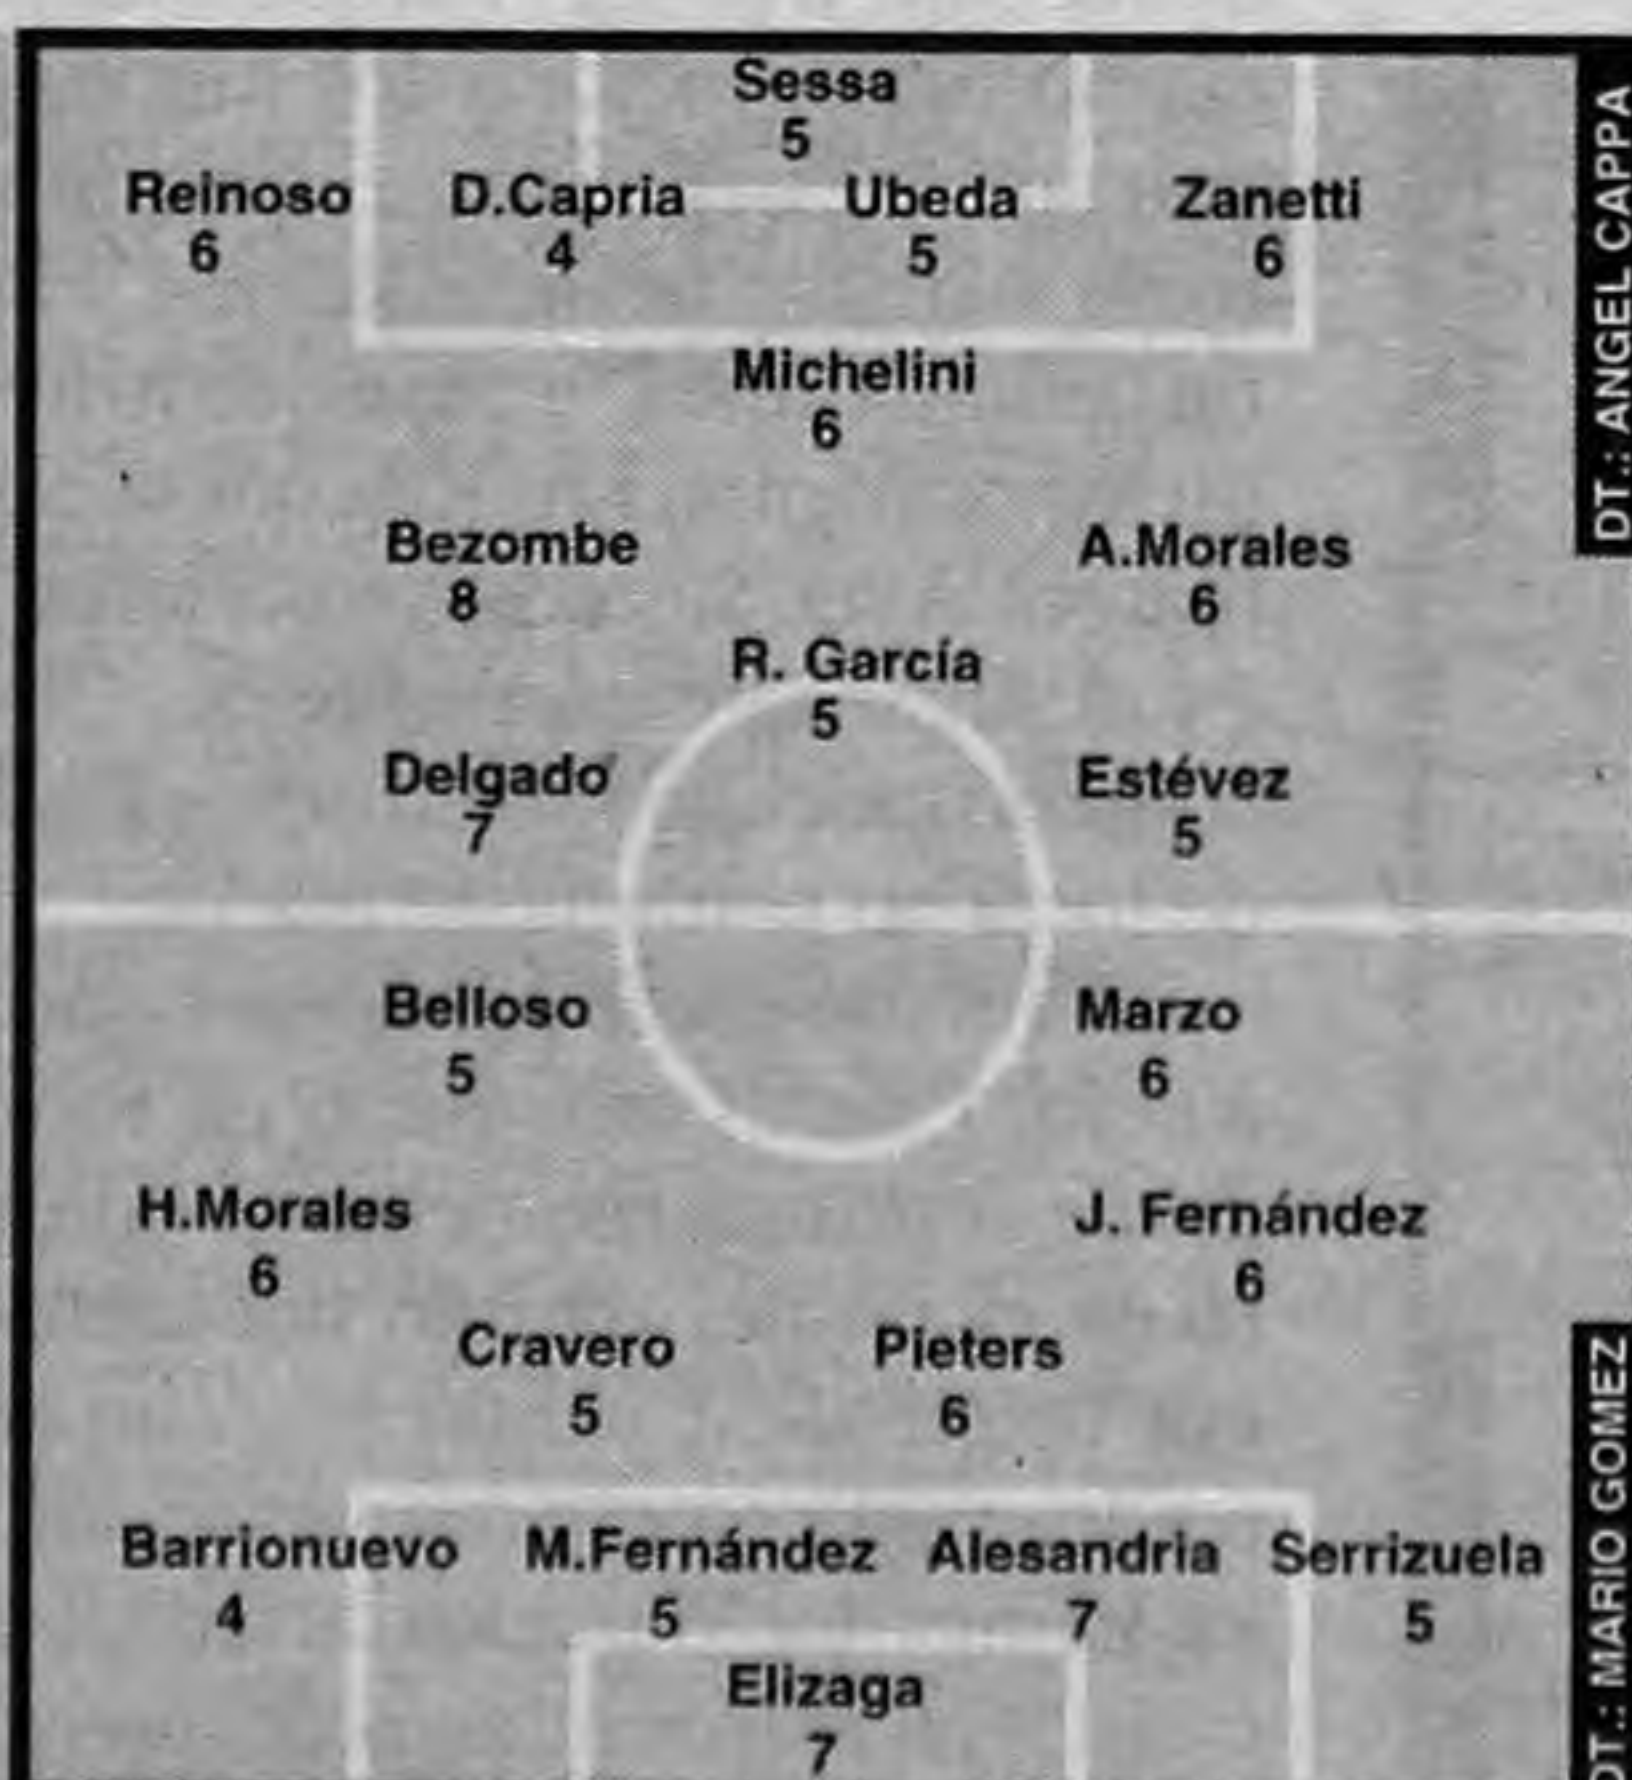 Sessa
5
Reinoso D.Capria Ubeda Zanetti
6 4 5 6
Michelini
6
Bezombe A.Morales
8 6
R. García
5
Delgado Estévez
7 5
Belloso Marzo
5 6
H.Morales J. Fernández
6 6
Cravero Pieters
5 6
Barrionuevo M.Fernández Alesandria Serrizuela
4 5 7 5
Elizaga
7
DT.: ANGEL CAPPA
DT.: MARIO GOMEZ